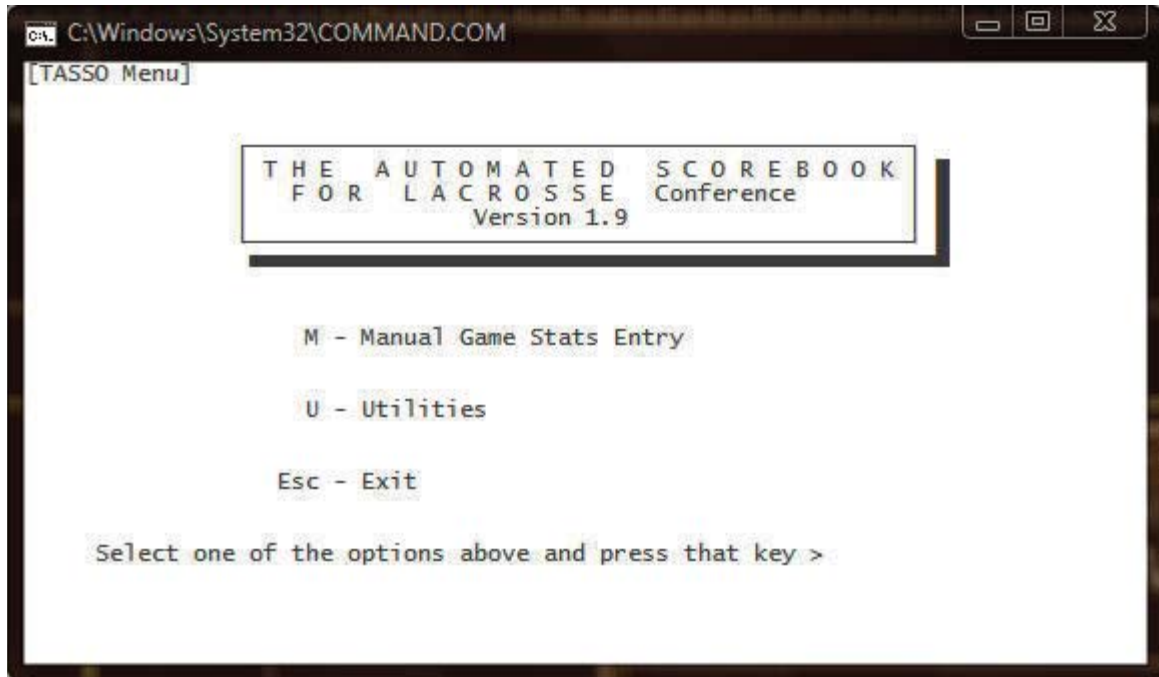 C:\Windows\System32\COMMAND.COM
[TASSO Menu]
T H E A U T O M A T E D S C O R E B O O K
F O R L A C R O S S E Conference
Version 1.9
M - Manual Game Stats Entry
U - Utilities
Esc - Exit
Select one of the options above and press that key >